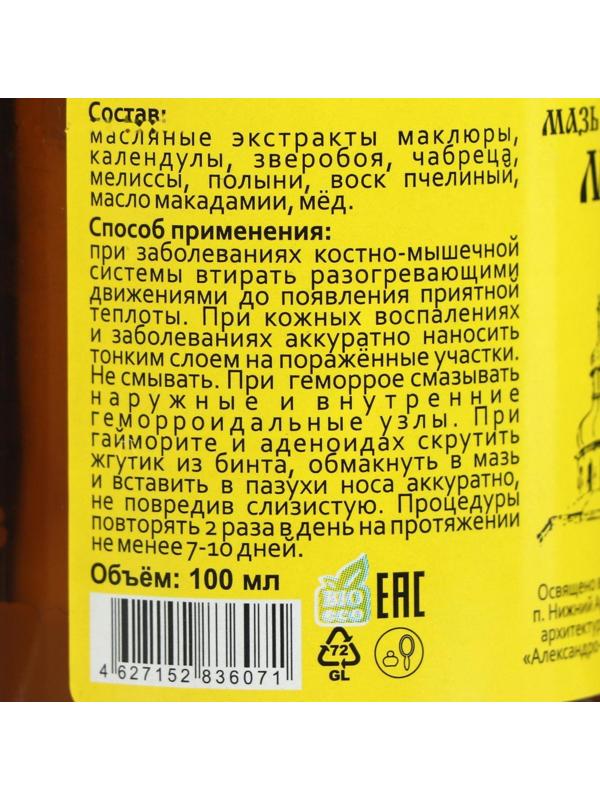 Состав:
масляные экстракты маклюры,
календулы, зверобоя, чабреца,
мелиссы, полыни, воск пчелиный,
масло макадамии, мёд.
Способ применения:
при заболеваниях костно-мышечной
системы втирать разогревающими
движениями до появления приятной
теплоты. При кожных воспалениях
и заболеваниях аккуратно наносить
тонким слоем на поражённые участки.
Не смывать. При геморрое смазывать
наружные и внутренние
геморроидальные узлы. При
гайморите и аденоидах скрутить
жгутик из бинта, обмакнуть в мазь
и вставить в пазухи носа аккуратно,
не повредив слизистую. Процедуры
повторять 2 раза в день на протяжении
не менее 7-10 дней.
Объём: 100 мл
BIO
eco
EAC
72
GL
4 627152 836071
мазь
Освящено
п. Нижний А
архитектур
«Александро-